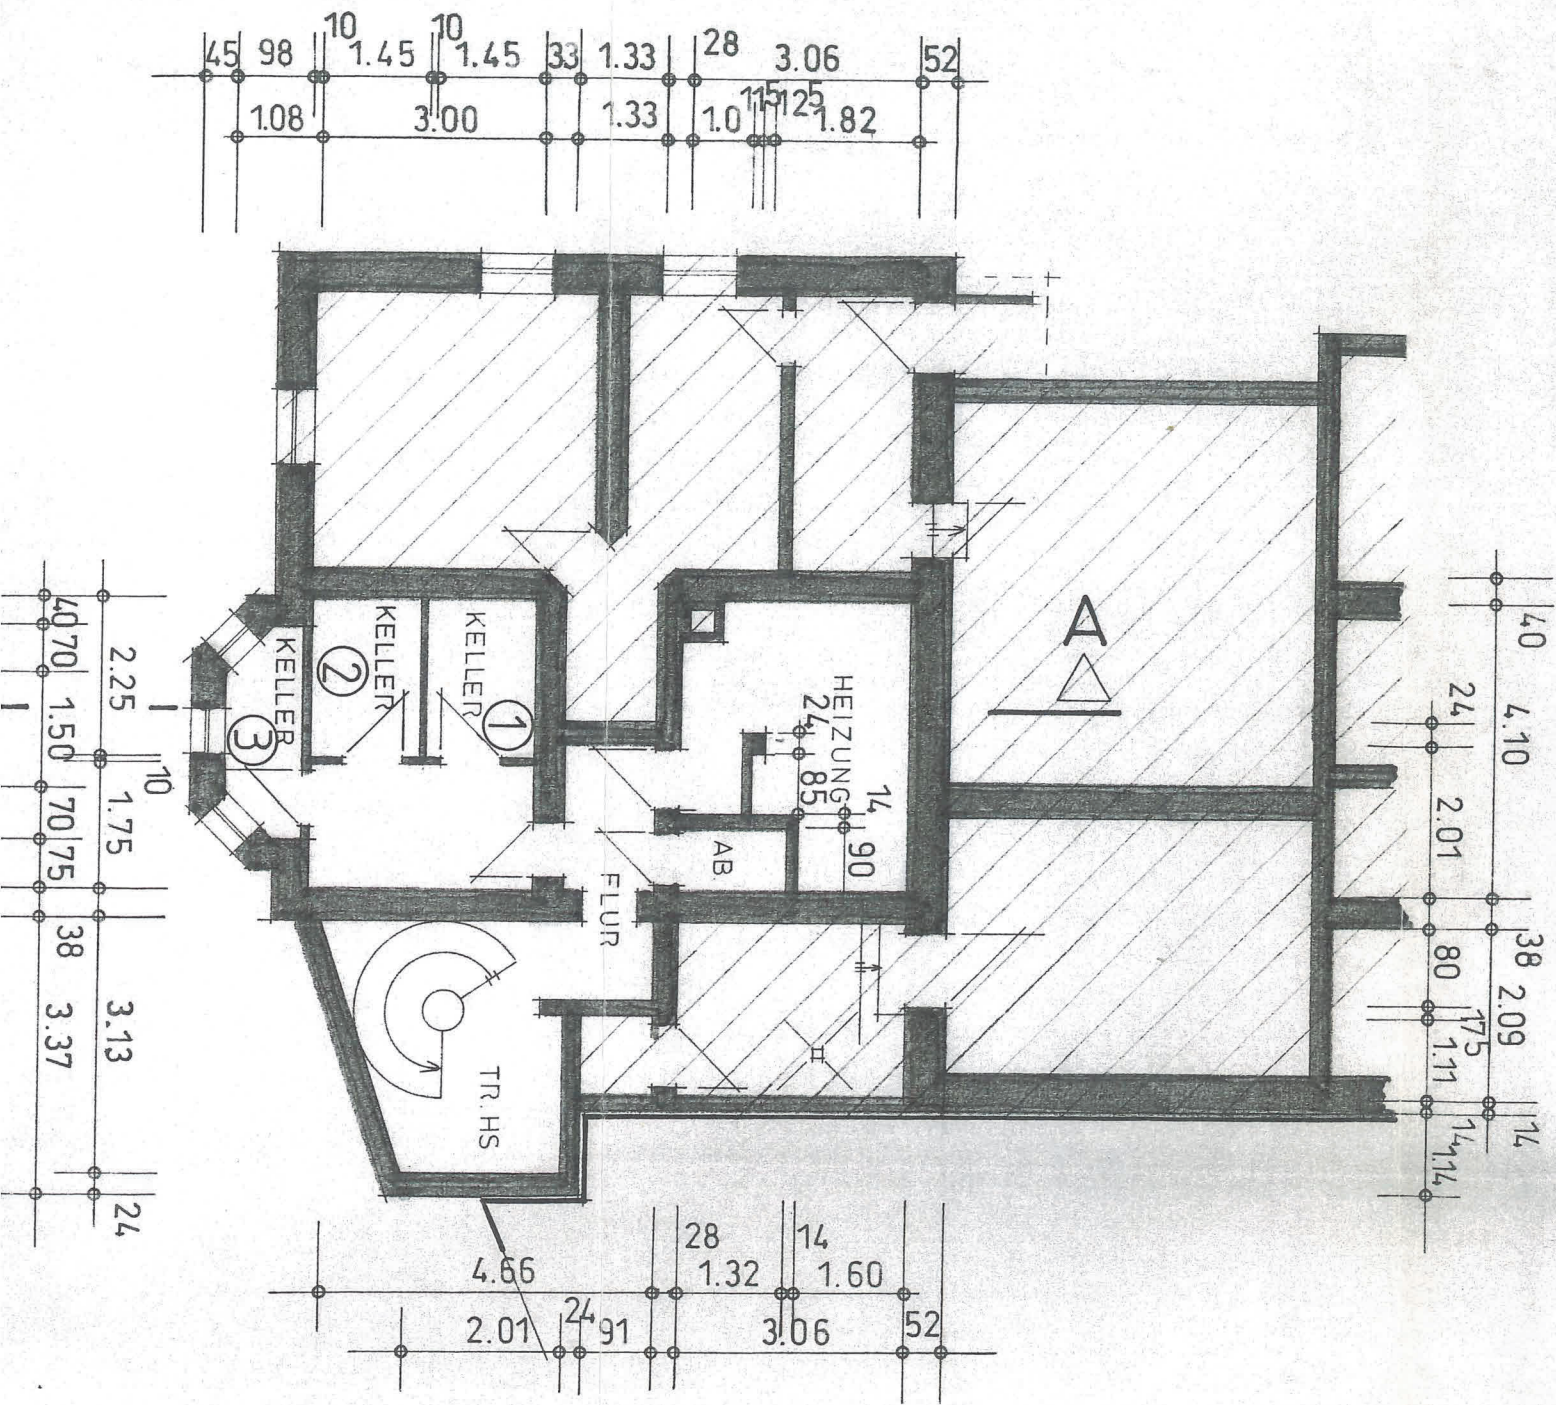 10 10 28
45 98 1.45 1.45 33 1.33 3.06 52
115 125
1.08 3.00 1.33 1.0 1.82
KELLER
①
KELLER
②
KELLER
③
HEIZUNG
24
85
14
90
AB
FLUR
TR. HS
A
40 70 1.50 70 75 38 3.37
2.25 10 1.75 3.13 24
40 4.10 38 2.09 14
24 2.01 80 175 1.11 14 1.14
28 14
4.66 1.32 1.60
24
2.01 91 3.06 52